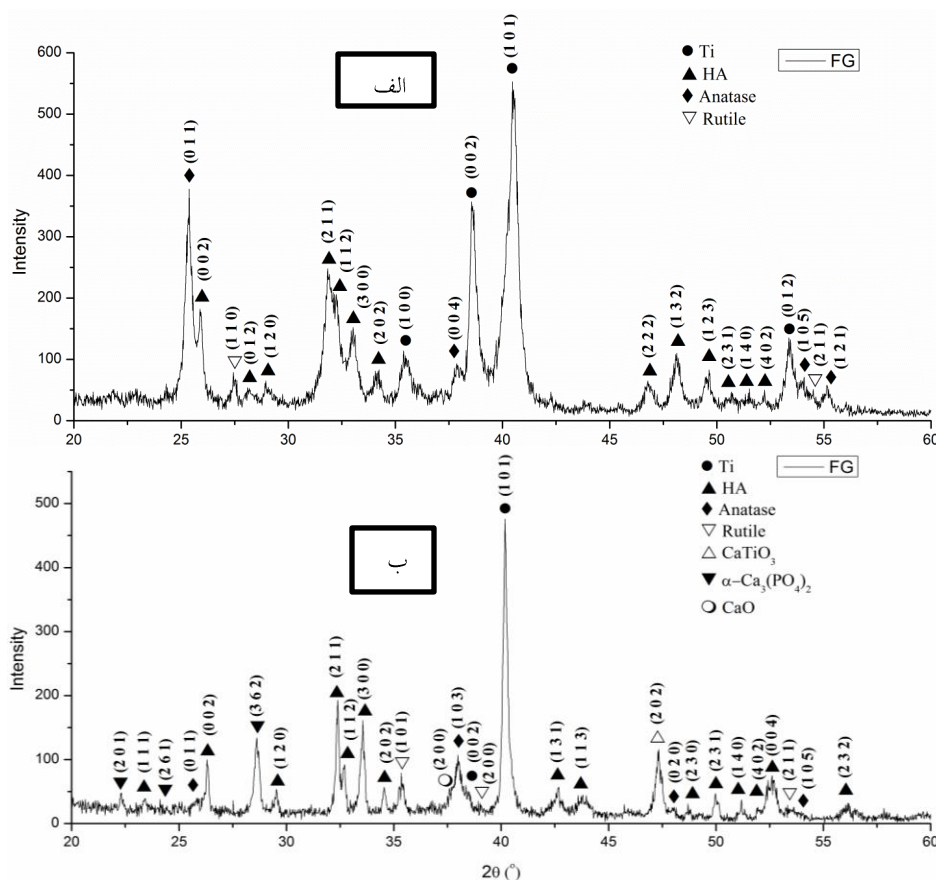 الف
● Ti
▲ HA
♦ Anatase
▽ Rutile
FG
Intensity
600
500
400
300
200
100
0
(0 1 1)
(0 0 2)
(1 1 0)
(0 1 2)
(1 2 0)
(2 1 1)
(1 1 2)
(3 0 0)
(2 0 2)
(1 0 0)
(0 0 4)
(0 0 2)
(1 0 1)
(2 2 2)
(1 3 2)
(1 2 3)
(2 3 1)
(1 4 0)
(4 0 2)
(0 1 2)
(1 0 5)
(2 1 1)
(1 2 1)
20 25 30 35 40 45 50 55 60
ب
● Ti
▲ HA
♦ Anatase
▽ Rutile
△ CaTiO₃
▼ α–Ca₃(PO₄)₂
CaO
FG
Intensity
500
400
300
200
100
0
(2 0 1)
(1 1 1)
(2 6 1)
(0 1 1)
(0 0 2)
(3 6 2)
(1 2 0)
(2 1 1)
(1 1 2)
(3 0 0)
(2 0 2)
(1 0 1)
(2 0 0)
(1 0 3)
(0 0 2)
(2 0 0)
(1 0 1)
(1 3 1)
(1 1 3)
(2 0 2)
(0 2 0)
(2 3 0)
(2 3 1)
(1 4 0)
(4 0 2)
(0 0 4)
(2 1 1)
(1 0 5)
(2 3 2)
20 25 30 35 40 45 50 55 60
2θ (°)